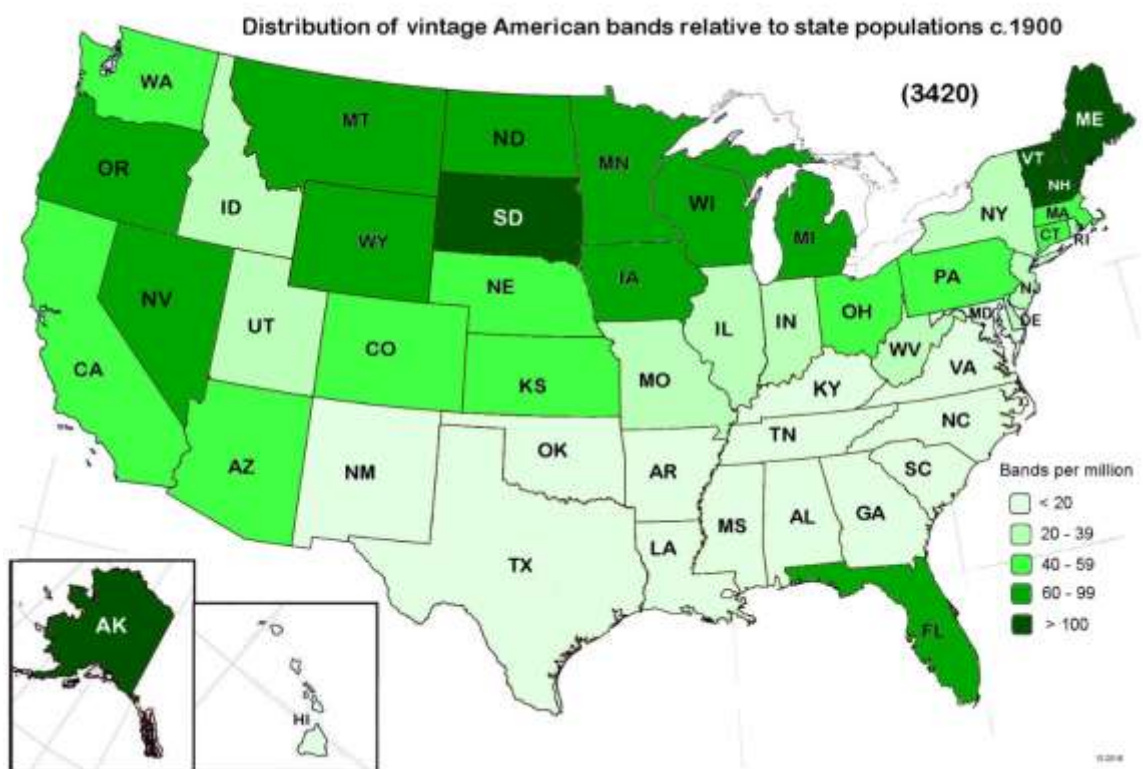 Distribution of vintage American bands relative to state populations c.1900
(3420)
WA
MT
ND
MN
ME
VT
NH
OR
ID
SD
WI
MI
NY
MA
CT
RI
WY
IA
NE
PA
NJ
NV
UT
CO
IL
IN
OH
MD
DE
CA
KS
MO
WV
VA
KY
AZ
NM
OK
AR
TN
NC
SC
TX
LA
MS
AL
GA
FL
AK
HI
Bands per million
< 20
20 - 39
40 - 59
60 - 99
> 100